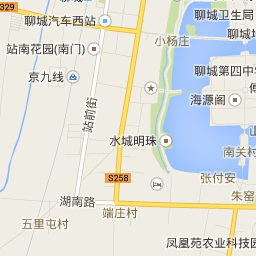 329
聊城
聊城卫生局
聊城汽车西站
小杨庄
站南花园(南门)
聊城第四中
京九线
海源阁
站前街
水城明珠
南关村
S258
张付安
湖南路
端庄村
朱窑
五里屯村
凤凰苑农业科技园